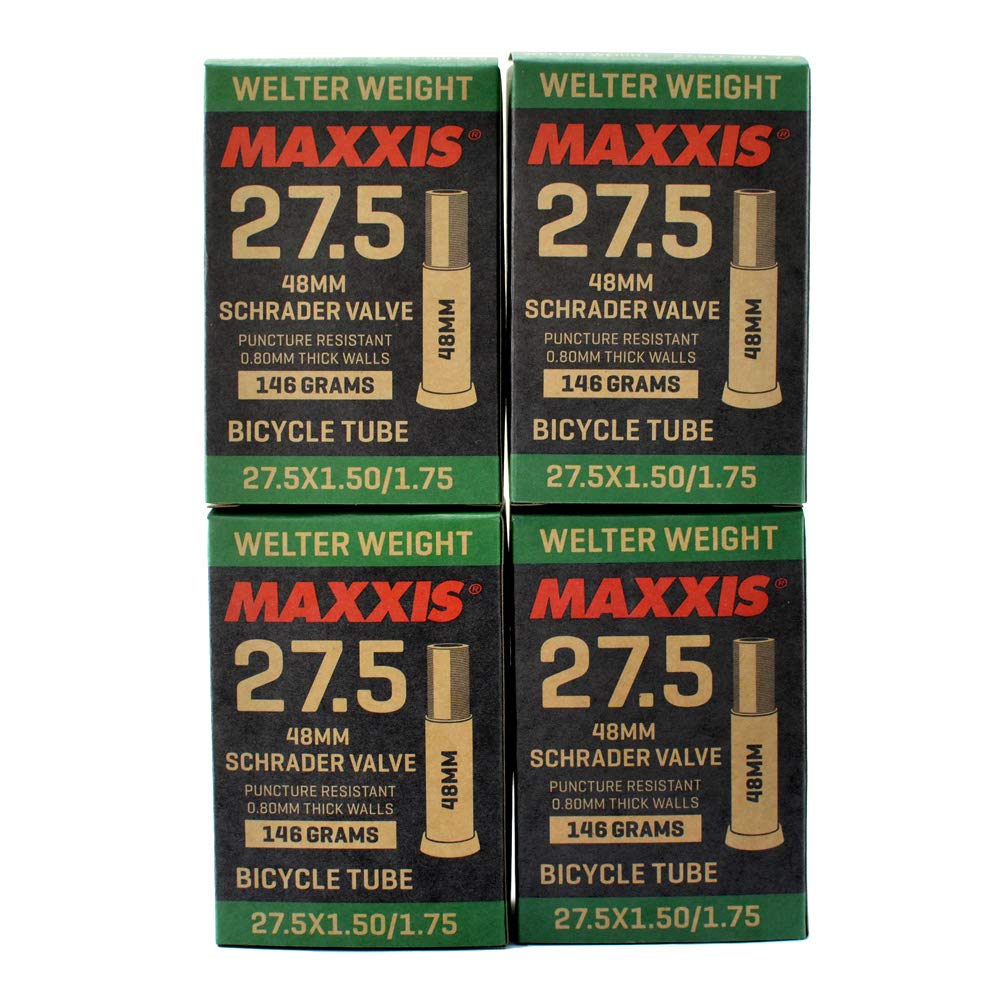 WELTER WEIGHT
MAXXIS®
27.5
48MM
SCHRADER VALVE
PUNCTURE RESISTANT
0.80MM THICK WALLS
146 GRAMS
48MM
BICYCLE TUBE
27.5X1.50/1.75
WELTER WEIGHT
MAXXIS®
27.5
48MM
SCHRADER VALVE
PUNCTURE RESISTANT
0.80MM THICK WALLS
146 GRAMS
48MM
BICYCLE TUBE
27.5X1.50/1.75
WELTER WEIGHT
MAXXIS®
27.5
48MM
SCHRADER VALVE
PUNCTURE RESISTANT
0.80MM THICK WALLS
146 GRAMS
48MM
BICYCLE TUBE
27.5X1.50/1.75
WELTER WEIGHT
MAXXIS®
27.5
48MM
SCHRADER VALVE
PUNCTURE RESISTANT
0.80MM THICK WALLS
146 GRAMS
48MM
BICYCLE TUBE
27.5X1.50/1.75